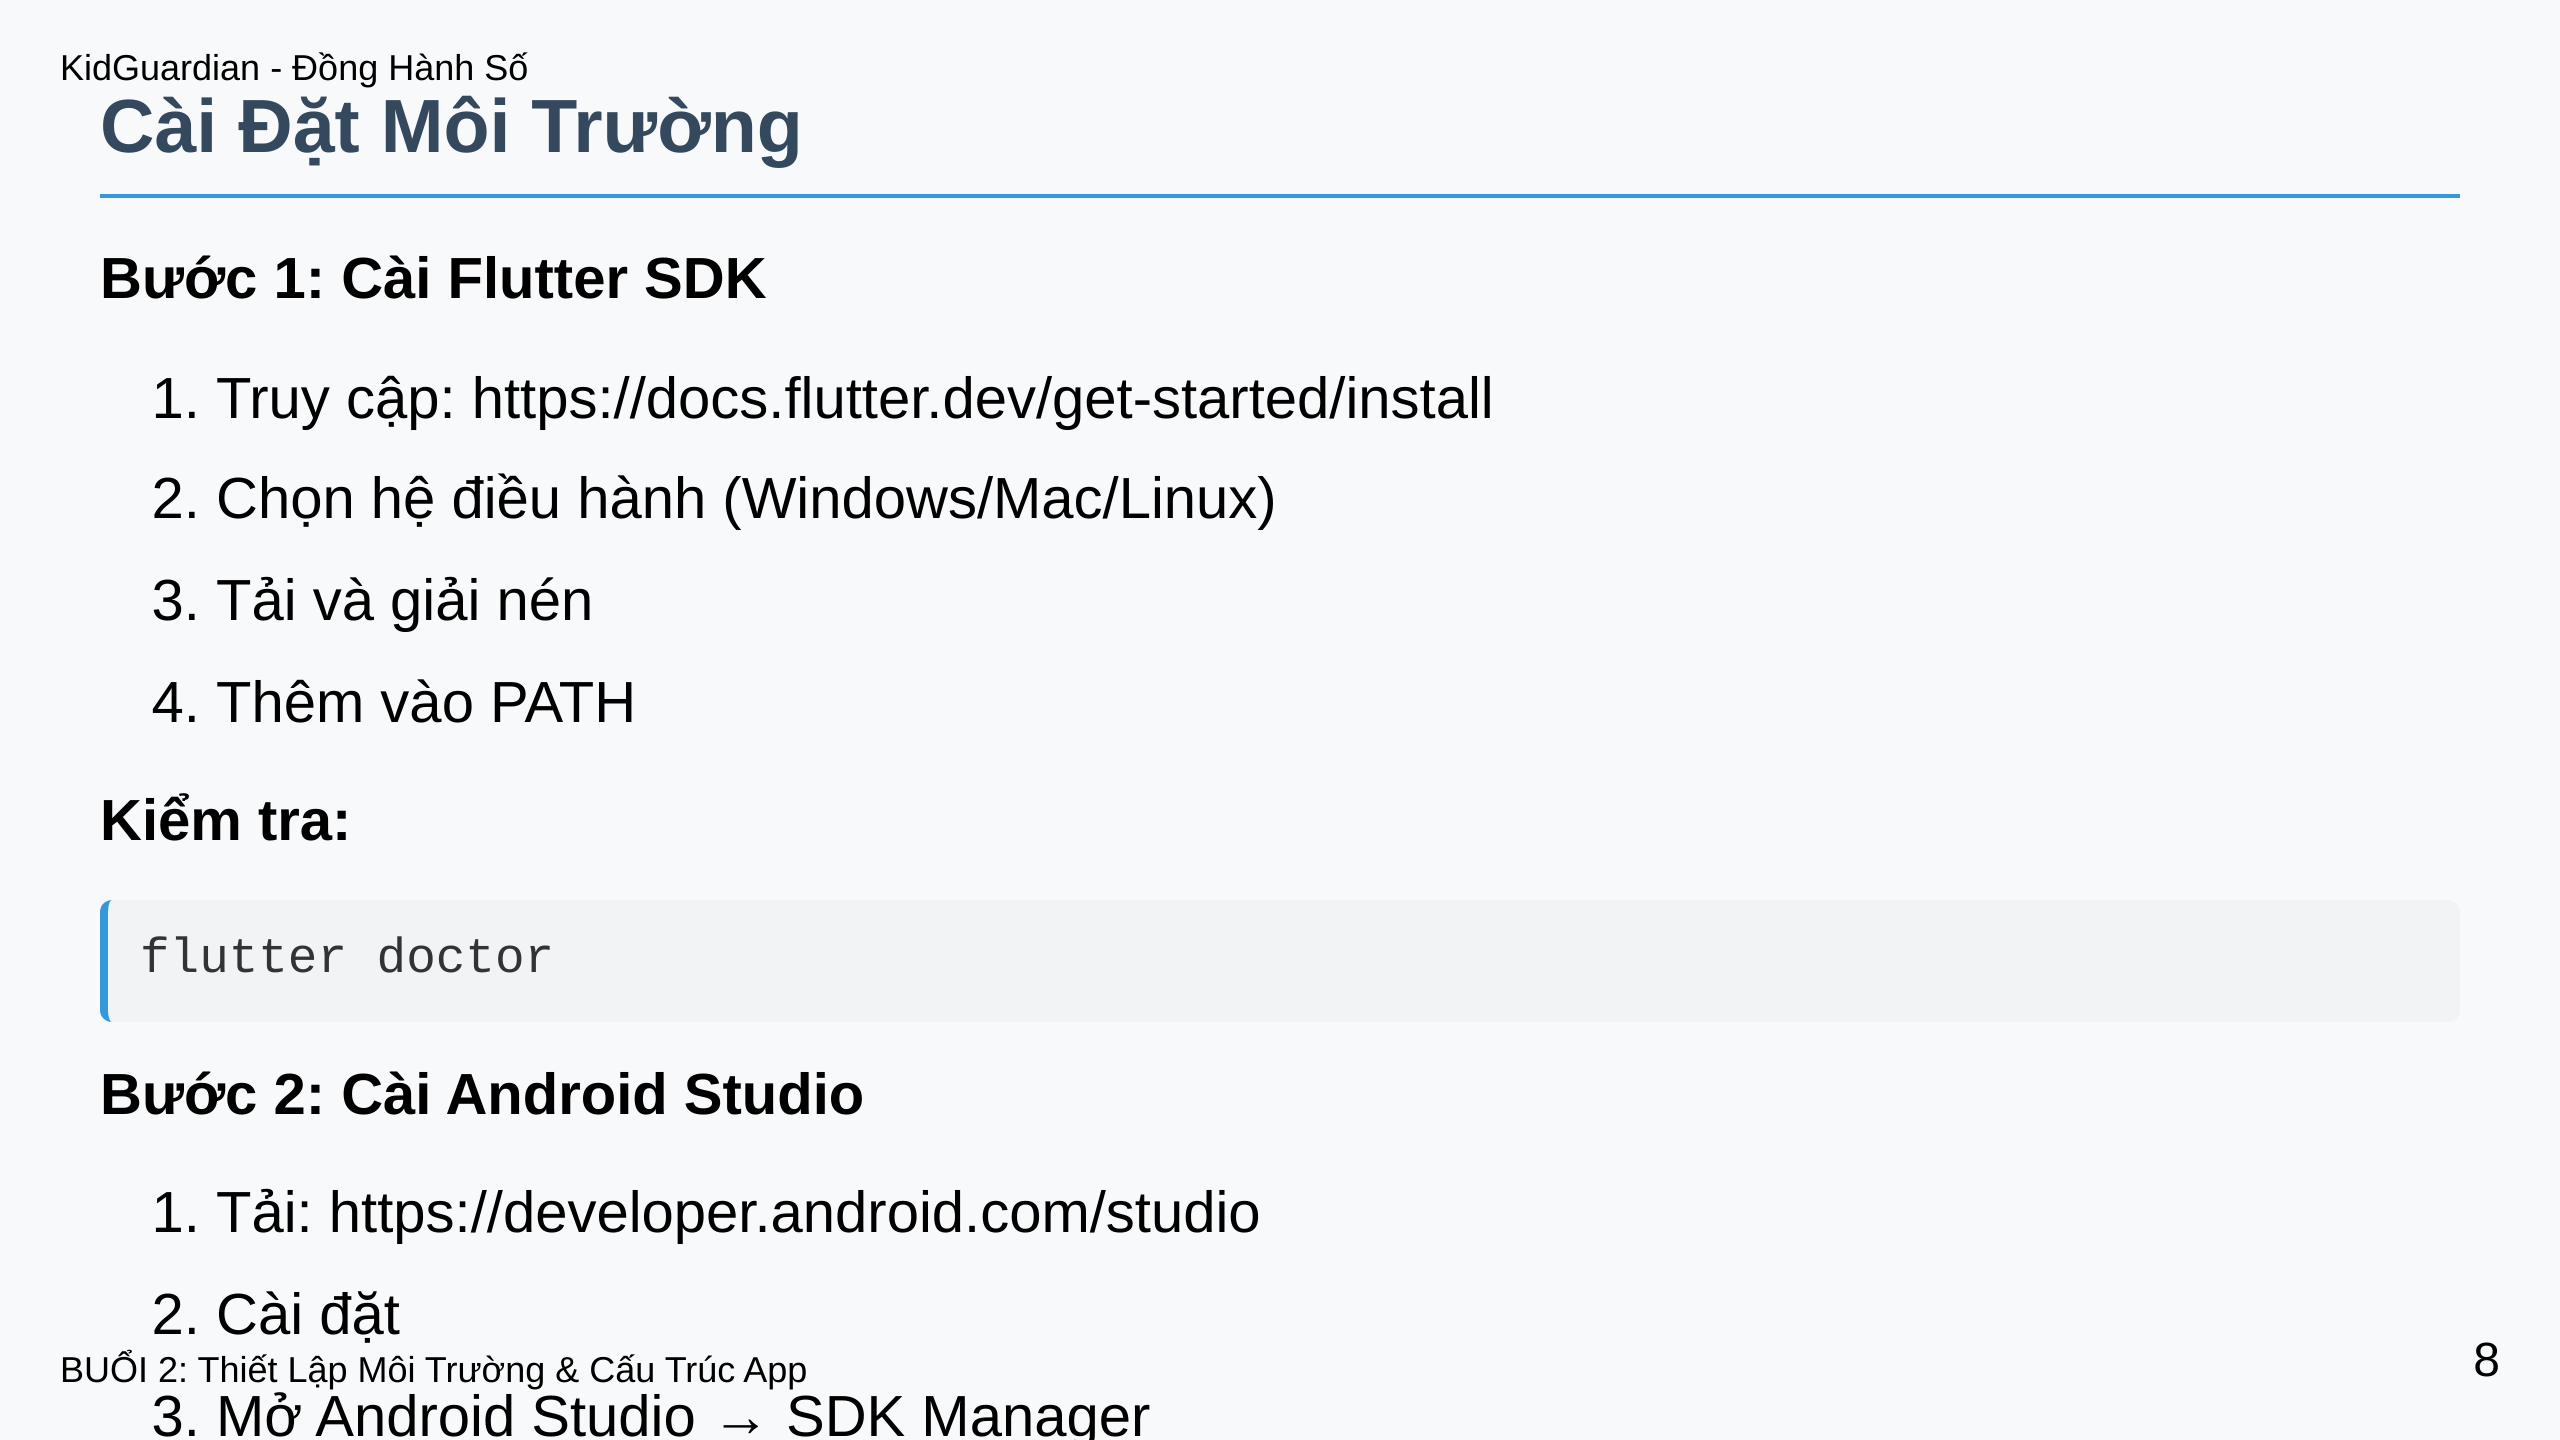 KidGuardian - Đồng Hành Số
Cài Đặt Môi Trường
Bước 1: Cài Flutter SDK
1. Truy cập: https://docs.flutter.dev/get-started/install
2. Chọn hệ điều hành (Windows/Mac/Linux)
3. Tải và giải nén
4. Thêm vào PATH
Kiểm tra:
flutter doctor
Bước 2: Cài Android Studio
1. Tải: https://developer.android.com/studio
2. Cài đặt
BUỔI 2: Thiết Lập Môi Trường & Cấu Trúc App
8
3. Mở Android Studio → SDK Manager